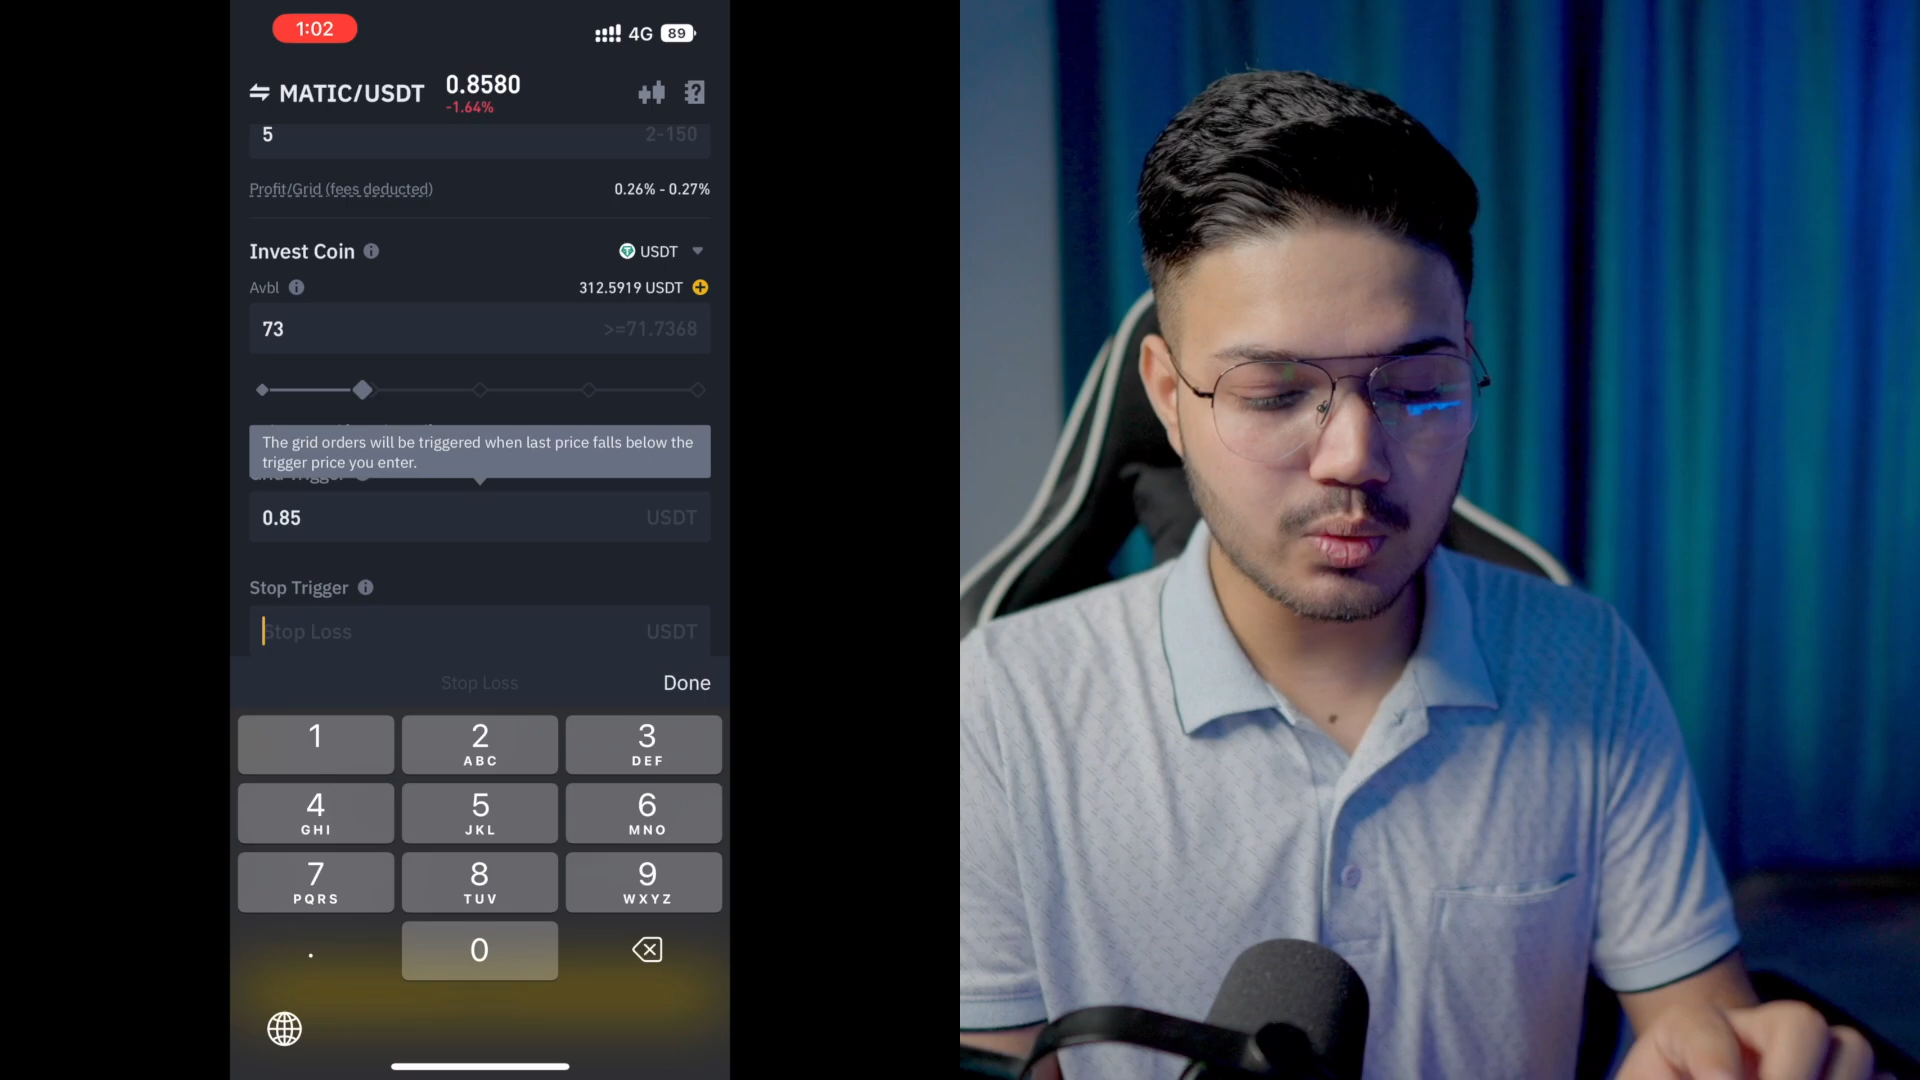 1:02
4G 89
MATIC/USDT 0.8580
-1.64%
5 2-150
Profit/Grid (fees deducted) 0.26% - 0.27%
Invest Coin USDT
Avbl 312.5919 USDT
73 >=71.7368
The grid orders will be triggered when last price falls below the
trigger price you enter.
Grid Trigger
0.85 USDT
Stop Trigger
Stop Loss USDT
Stop Loss Done
1 2 3
ABC DEF
4 5 6
GHI JKL MNO
7 8 9
PQRS TUV WXYZ
. 0